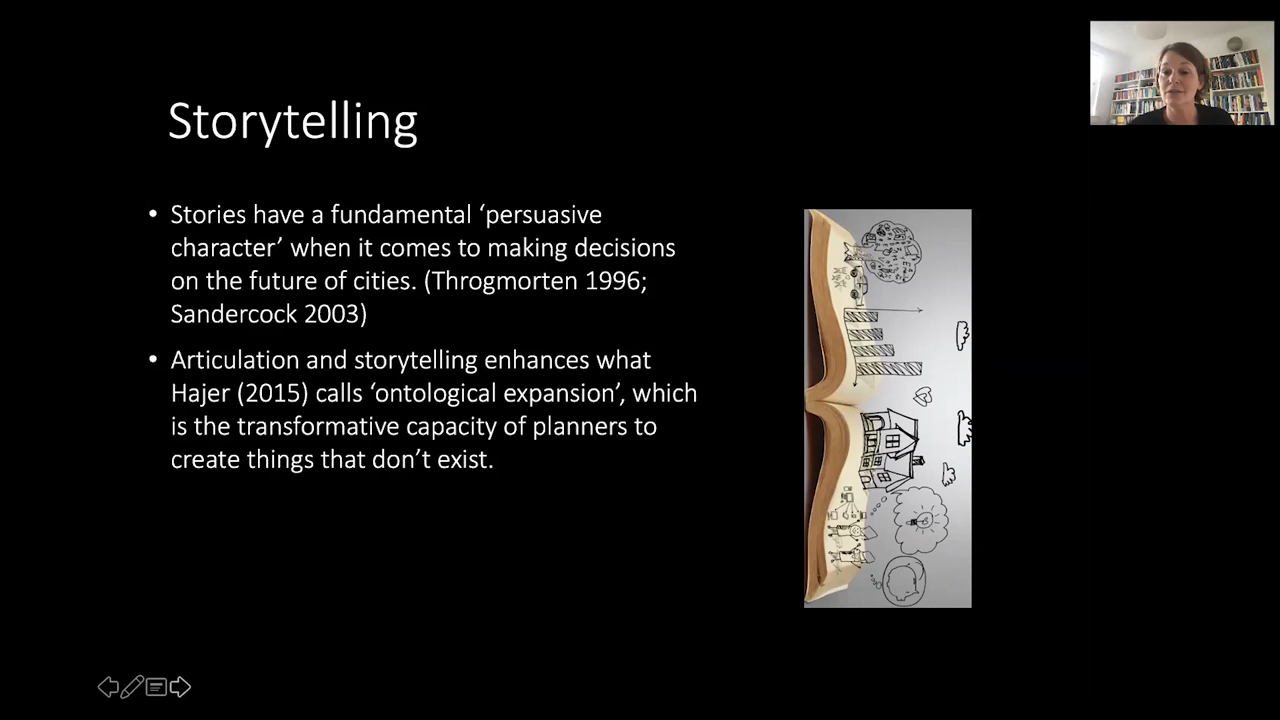 Storytelling
• Stories have a fundamental ‘persuasive
character’ when it comes to making decisions
on the future of cities. (Throgmorten 1996;
Sandercock 2003)
• Articulation and storytelling enhances what
Hajer (2015) calls ‘ontological expansion’, which
is the transformative capacity of planners to
create things that don’t exist.